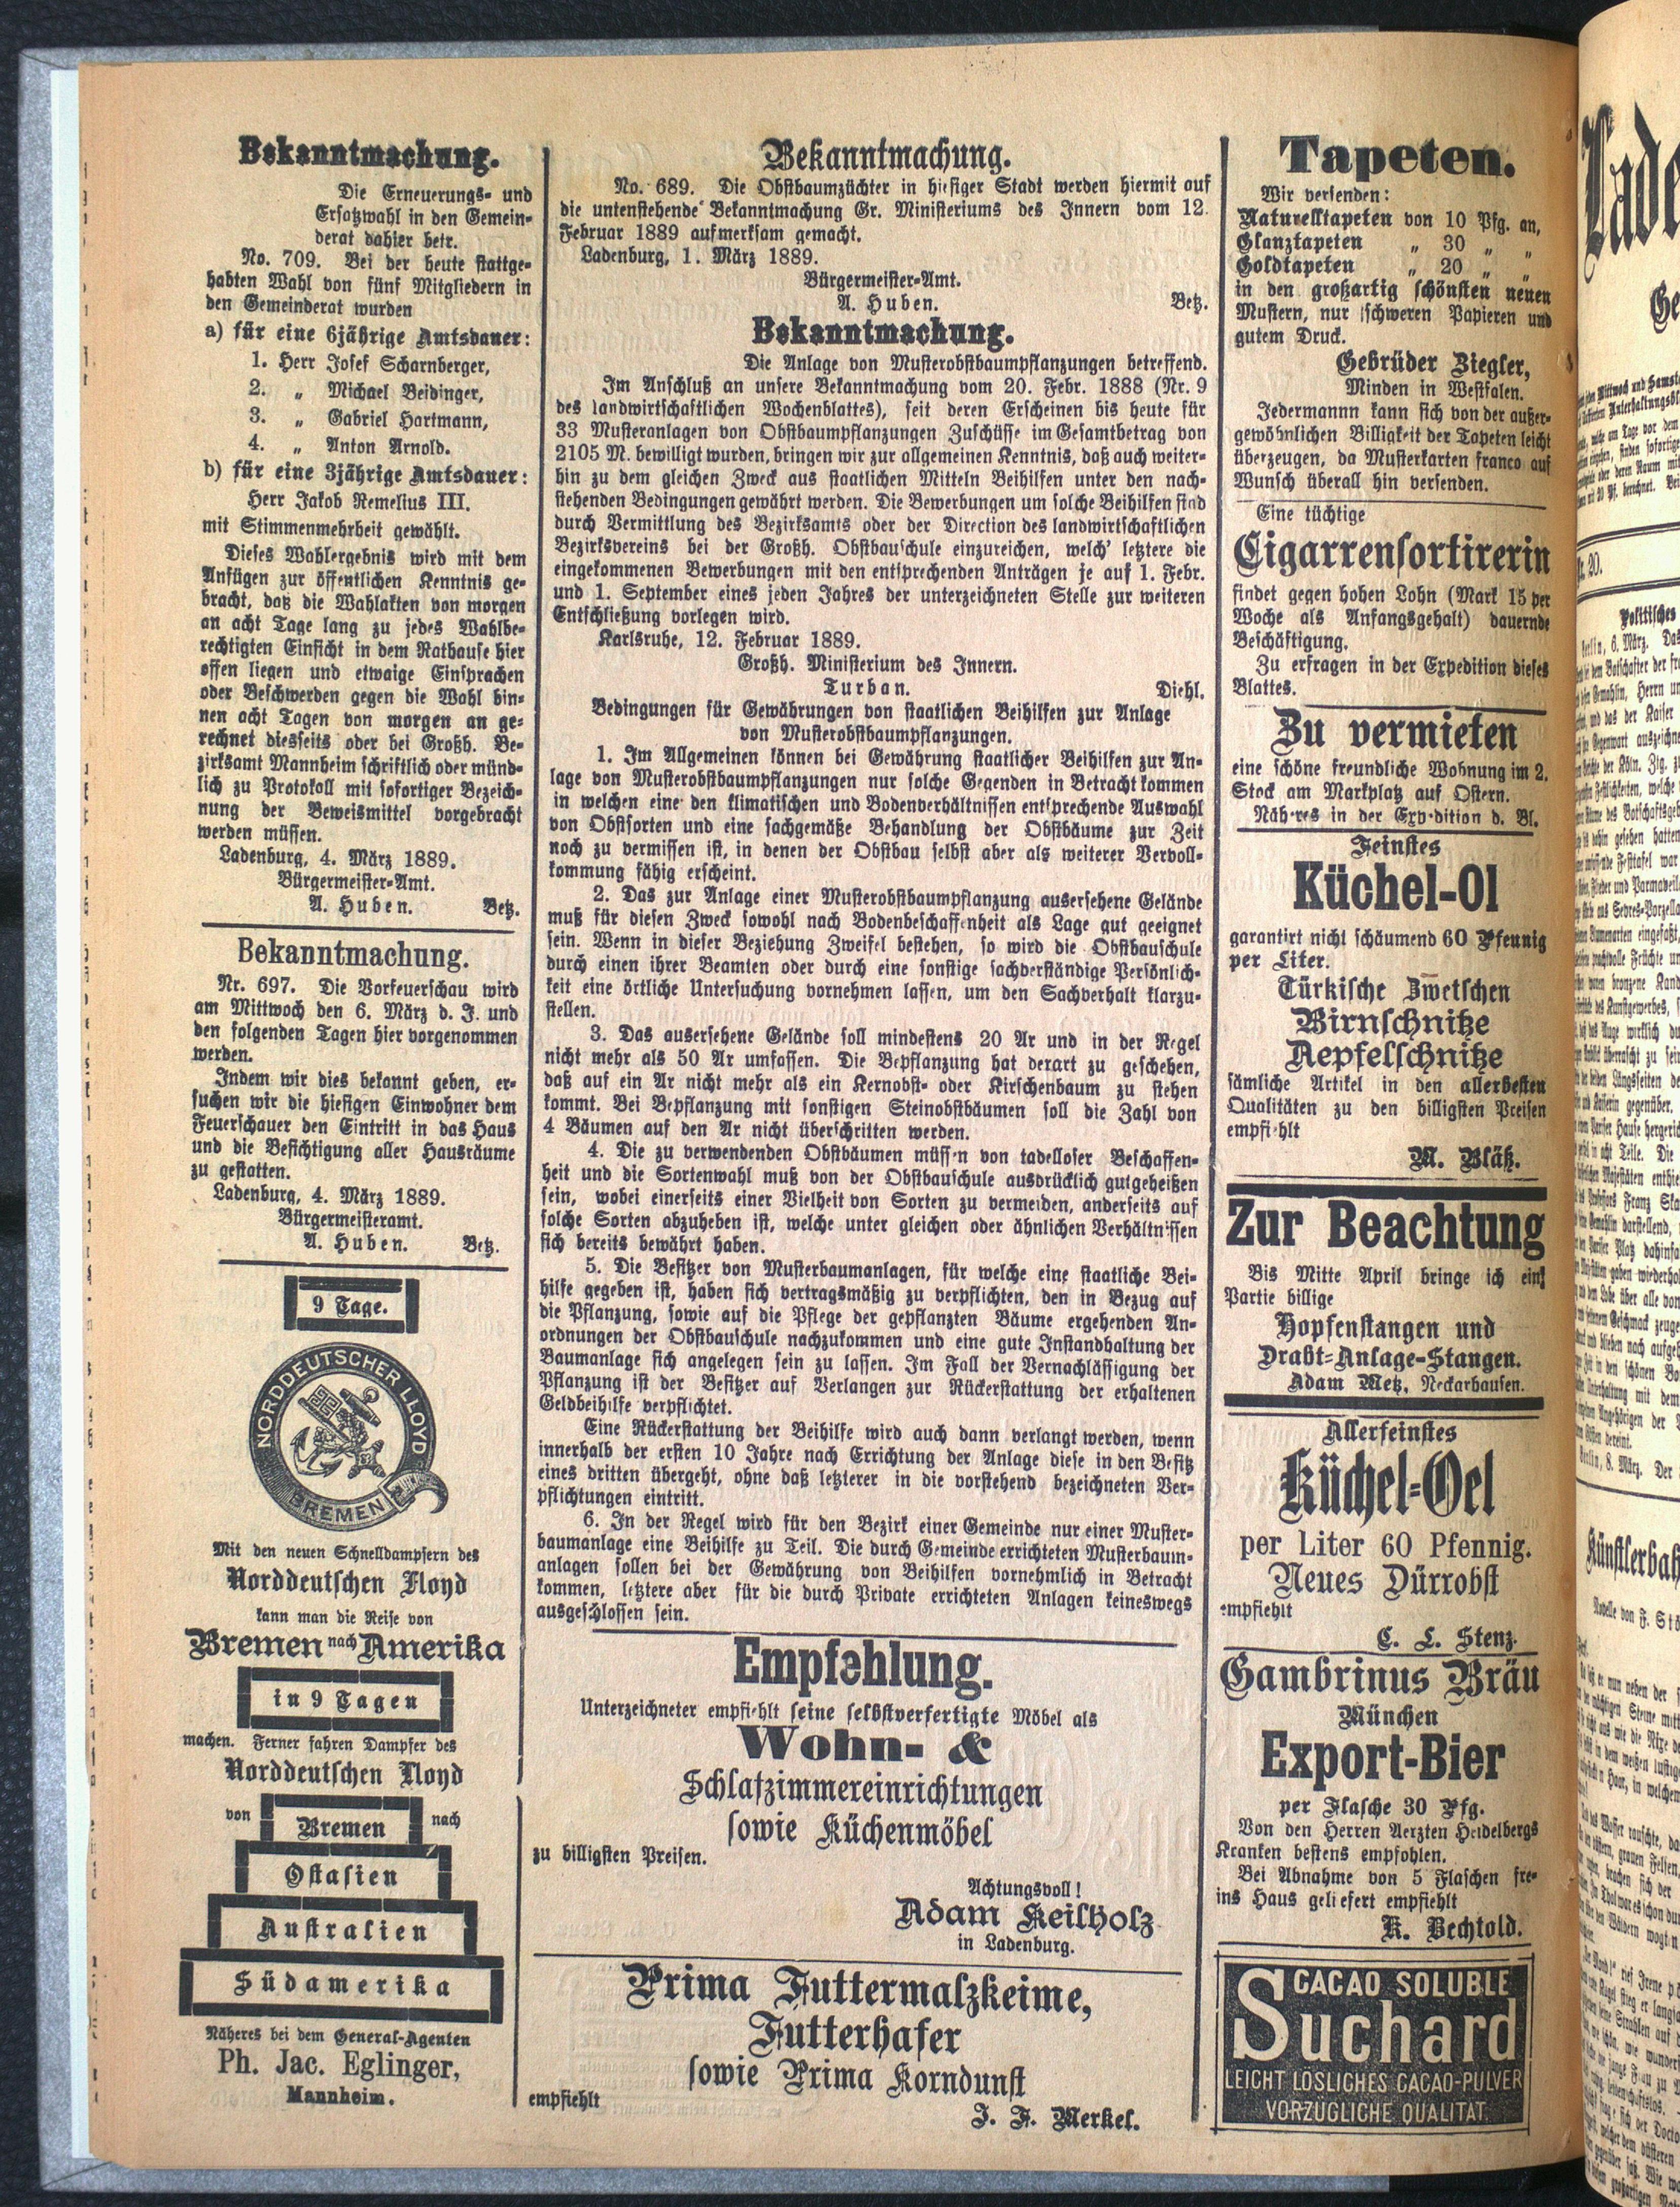 Bekanntmachung.
Die Erneuerungs- und
Ersatzwahl in den Gemein-
derat dahier betr.
No. 709. Bei der heute stattge-
habten Wahl von fünf Mitgliedern in
den Gemeinderat wurden
a) für eine 6jährige Amtsdauer:
1. Herr Josef Scharnberger,
2. „ Michael Beidinger,
3. „ Gabriel Hartmann,
4. „ Anton Arnold.
b) für eine 3jährige Amtsdauer:
Herr Jakob Remelius III.
mit Stimmenmehrheit gewählt.
Dieses Wahlergebnis wird mit dem
Anfügen zur öffentlichen Kenntnis ge-
bracht, daß die Wahlakten von morgen
an acht Tage lang zu jedes Wahlbe-
rechtigten Einsicht in dem Rathause hier
offen liegen und etwaige Einsprachen
oder Beschwerden gegen die Wahl bin-
nen acht Tagen von morgen an ge-
rechnet diesseits oder bei Großh. Be-
zirksamt Mannheim schriftlich oder münd-
lich zu Protokoll mit sofortiger Bezeich-
nung der Beweismittel vorgebracht
werden müssen.
Ladenburg, 4. März 1889.
Bürgermeister-Amt.
A. Huben. Betz.
Bekanntmachung.
Nr. 697. Die Vorfeuerschau wird
am Mittwoch den 6. März d. J. und
den folgenden Tagen hier vorgenommen
werden.
Indem wir dies bekannt geben, er-
suchen wir die hiesigen Einwohner dem
Feuerschauer den Eintritt in das Haus
und die Besichtigung aller Hausräume
zu gestatten.
Ladenburg, 4. März 1889.
Bürgermeisteramt.
A. Huben. Betz.
9 Tage.
NORDDEUTSCHER LLOYD
BREMEN
Mit den neuen Schnelldampfern des
Norddeutschen Lloyd
kann man die Reise von
Bremen nach Amerika
in 9 Tagen
machen. Ferner fahren Dampfer des
Norddeutschen Lloyd
von Bremen nach
Ostasien
Australien
Südamerika
Näheres bei dem General-Agenten
Ph. Jac. Eglinger,
Mannheim.
Bekanntmachung.
No. 689. Die Obstbaumzüchter in hiesiger Stadt werden hiermit auf
die untenstehende Bekanntmachung Gr. Ministeriums des Innern vom 12.
Februar 1889 aufmerksam gemacht.
Ladenburg, 1. März 1889.
Bürgermeister-Amt.
A. Huben. Betz.
Bekanntmachung.
Die Anlage von Musterobstbaumpflanzungen betreffend.
Im Anschluß an unsere Bekanntmachung vom 20. Febr. 1888 (Nr. 9
des landwirtschaftlichen Wochenblattes), seit deren Erscheinen bis heute für
33 Musteranlagen von Obstbaumpflanzungen Zuschüsse im Gesamtbetrag von
2105 M. bewilligt wurden, bringen wir zur allgemeinen Kenntnis, daß auch weiter-
hin zu dem gleichen Zweck aus staatlichen Mitteln Beihilfen unter den nach-
stehenden Bedingungen gewährt werden. Die Bewerbungen um solche Beihilfen sind
durch Vermittlung des Bezirksamts oder der Direction des landwirtschaftlichen
Bezirksvereins bei der Großh. Obstbauschule einzureichen, welch' letztere die
eingekommenen Bewerbungen mit den entsprechenden Anträgen je auf 1. Febr.
und 1. September eines jeden Jahres der unterzeichneten Stelle zur weiteren
Entschließung vorlegen wird.
Karlsruhe, 12. Februar 1889.
Großh. Ministerium des Innern.
Turban. Diehl.
Bedingungen für Gewährungen von staatlichen Beihilfen zur Anlage
von Musterobstbaumpflanzungen.
1. Im Allgemeinen können bei Gewährung staatlicher Beihilfen zur An-
lage von Musterobstbaumpflanzungen nur solche Gegenden in Betracht kommen
in welchen eine den klimatischen und Bodenverhältnissen entsprechende Auswahl
von Obstsorten und eine sachgemäße Behandlung der Obstbäume zur Zeit
noch zu vermissen ist, in denen der Obstbau selbst aber als weiterer Vervoll-
kommung fähig erscheint.
2. Das zur Anlage einer Musterobstbaumpflanzung ausersehene Gelände
muß für diesen Zweck sowohl nach Bodenbeschaffenheit als Lage gut geeignet
sein. Wenn in dieser Beziehung Zweifel bestehen, so wird die Obstbauschule
durch einen ihrer Beamten oder durch eine sonstige sachverständige Persönlich-
keit eine örtliche Untersuchung vornehmen lassen, um den Sachverhalt klarzu-
stellen.
3. Das ausersehene Gelände soll mindestens 20 Ar und in der Regel
nicht mehr als 50 Ar umfassen. Die Bepflanzung hat derart zu geschehen,
daß auf ein Ar nicht mehr als ein Kernobst- oder Kirschenbaum zu stehen
kommt. Bei Bepflanzung mit sonstigen Steinobstbäumen soll die Zahl von
4 Bäumen auf den Ar nicht überschritten werden.
4. Die zu verwendenden Obstbäumen müssen von tadelloser Beschaffen-
heit und die Sortenwahl muß von der Obstbauschule ausdrücklich gutgeheißen
sein, wobei einerseits einer Vielheit von Sorten zu vermeiden, anderseits auf
solche Sorten abzuheben ist, welche unter gleichen oder ähnlichen Verhältnissen
sich bereits bewährt haben.
5. Die Besitzer von Musterbaumanlagen, für welche eine staatliche Bei-
hilfe gegeben ist, haben sich vertragsmäßig zu verpflichten, den in Bezug auf
die Pflanzung, sowie auf die Pflege der gepflanzten Bäume ergehenden An-
ordnungen der Obstbauschule nachzukommen und eine gute Instandhaltung der
Baumanlage sich angelegen sein zu lassen. Im Fall der Vernachlässigung der
Pflanzung ist der Besitzer auf Verlangen zur Rückerstattung der erhaltenen
Geldbeihilfe verpflichtet.
Eine Rückerstattung der Beihilfe wird auch dann verlangt werden, wenn
innerhalb der ersten 10 Jahre nach Errichtung der Anlage diese in den Besitz
eines dritten übergeht, ohne daß letzterer in die vorstehend bezeichneten Ver-
pflichtungen eintritt.
6. In der Regel wird für den Bezirk einer Gemeinde nur einer Muster-
baumanlage eine Beihilfe zu Teil. Die durch Gemeinde errichteten Musterbaum-
anlagen sollen bei der Gewährung von Beihilfen vornehmlich in Betracht
kommen, letztere aber für die durch Private errichteten Anlagen keineswegs
ausgeschlossen sein.
Empfehlung.
Unterzeichneter empfiehlt seine selbstverfertigte Möbel als
Wohn- &
Schlafzimmereinrichtungen
sowie Küchenmöbel
zu billigsten Preisen.
Achtungsvoll!
Adam Keilholz
in Ladenburg.
Prima Futtermalzkeime,
Futterhafer
sowie Prima Korndunst
empfiehlt
J. F. Merkel.
Tapeten.
Wir versenden:
Naturelltapeten von 10 Pfg. an,
Glanztapeten „ 30 „ „
Goldtapeten „ 20 „ „
in den großartig schönsten neuen
Mustern, nur schweren Papieren und
gutem Druck.
Gebrüder Ziegler,
Minden in Westfalen.
Jedermannn kann sich von der außer-
gewöhnlichen Billigkeit der Tapeten leicht
überzeugen, da Musterkarten franco auf
Wunsch überall hin versenden.
Eine tüchtige
Cigarrensortirerin
findet gegen hohen Lohn (Mark 15 per
Woche als Anfangsgehalt) dauernde
Beschäftigung.
Zu erfragen in der Expedition dieses
Blattes.
Zu vermieten
eine schöne freundliche Wohnung im 2.
Stock am Markplatz auf Ostern.
Näheres in der Expedition d. Bl.
Feinstes
Küchel-Ol
garantirt nicht schäumend 60 Pfennig
per Liter.
Türkische Zwetschen
Birnschnitze
Aepfelschnitze
sämliche Artikel in den allerbesten
Qualitäten zu den billigsten Preisen
empfiehlt
M. Bläß.
Zur Beachtung
Bis Mitte April bringe ich eine
Partie billige
Hopfenstangen und
Draht-Anlage-Stangen.
Adam Metz, Neckarhausen.
Allerfeinstes
Küchel-Oel
per Liter 60 Pfennig.
Neues Dürrobst
empfiehlt
C. L. Stenz.
Gambrinus Bräu
München
Export-Bier
per Flasche 30 Pfg.
Von den Herren Aerzten Heidelbergs
Kranken bestens empfohlen.
Bei Abnahme von 5 Flaschen frei
ins Haus geliefert empfiehlt
K. Bechtold.
CACAO SOLUBLE
Suchard
LEICHT LÖSLICHES CACAO-PULVER
VORZÜGLICHE QUALITÄT.
Lade
Ge
20.
Politisches
Berlin, 6. März. Das
Berlin, 8. März. Der
Künstlerbah
Novelle von F. Stö